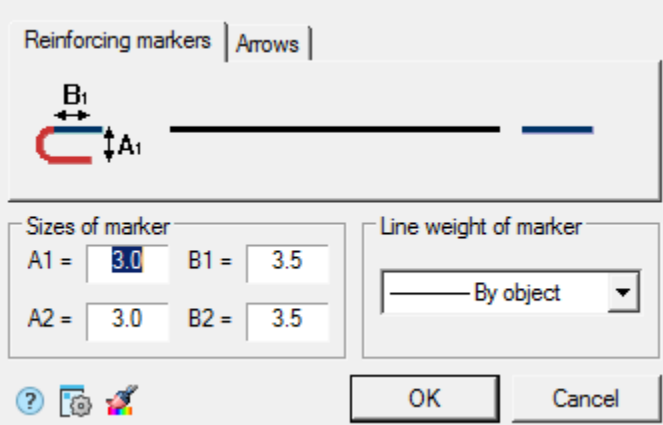 Reinforcing markers Arrows
B1
A1
Sizes of marker Line weight of marker
A1 = 3.0 B1 = 3.5
By object
A2 = 3.0 B2 = 3.5
? OK Cancel